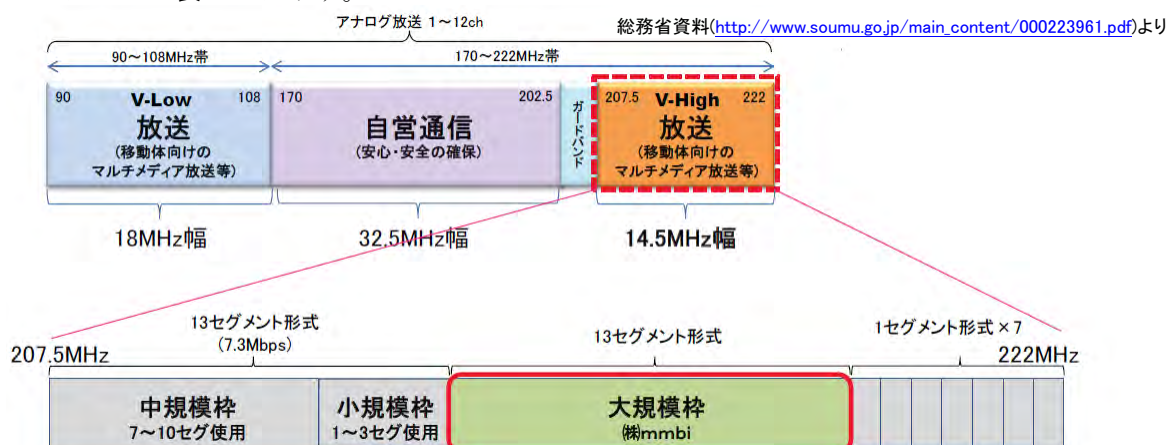 アナログ放送 1～12ch
総務省資料(http://www.soumu.go.jp/main_content/000223961.pdf)より
90～108MHz帯
170～222MHz帯
90 V-Low 108
放送
(移動体向けの
マルチメディア放送等)
170 202.5
自営通信
(安心・安全の確保)
ガードバンド
207.5 V-High 222
放送
(移動体向けの
マルチメディア放送等)
18MHz幅
32.5MHz幅
14.5MHz幅
13セグメント形式
(7.3Mbps)
13セグメント形式
1セグメント形式×7
207.5MHz
222MHz
中規模枠
7～10セグ使用
小規模枠
1～3セグ使用
大規模枠
㈱mmbi